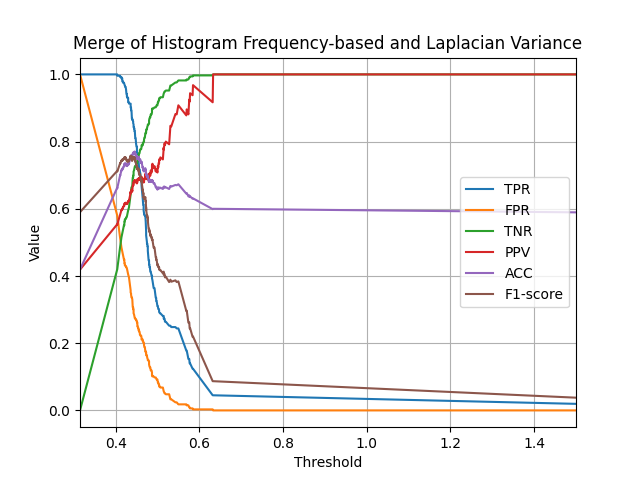 Merge of Histogram Frequency-based and Laplacian Variance
1.0
0.8
0.6
0.4
0.2
0.0
Value
TPR
FPR
TNR
PPV
ACC
F1-score
0.4 0.6 0.8 1.0 1.2 1.4
Threshold